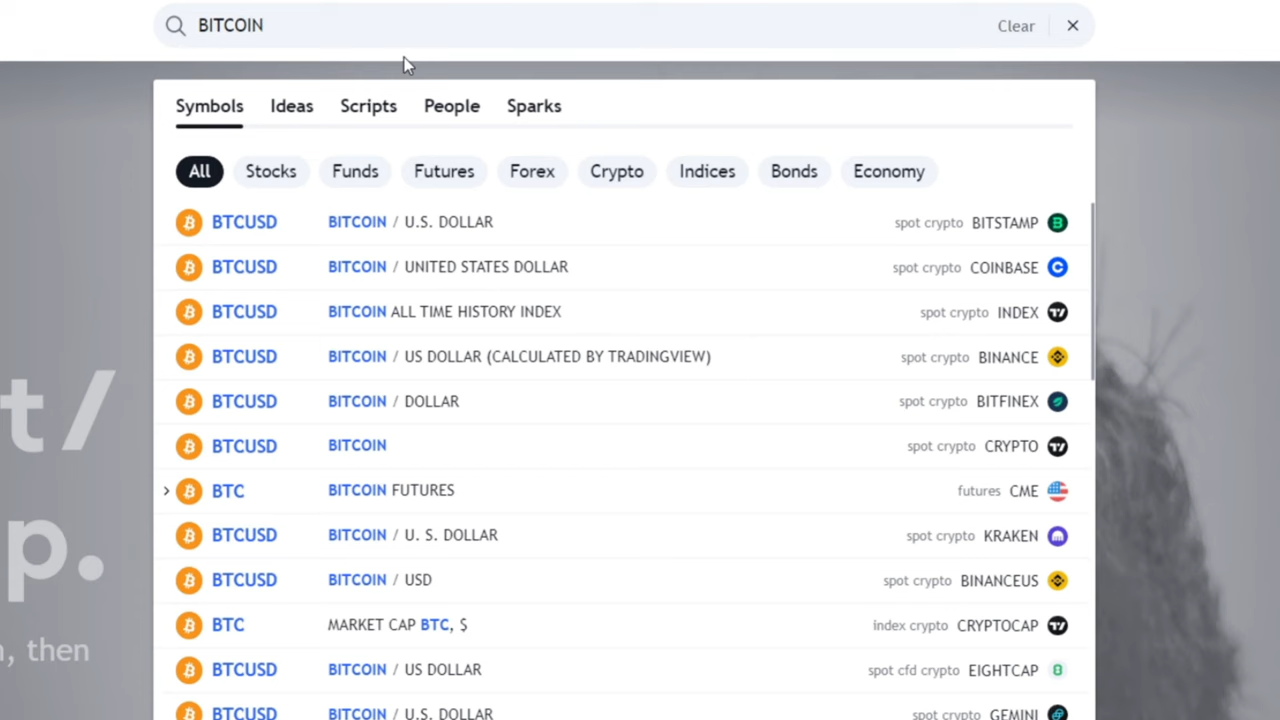 BITCOIN Clear
Symbols Ideas Scripts People Sparks
All Stocks Funds Futures Forex Crypto Indices Bonds Economy
BTCUSD BITCOIN / U.S. DOLLAR spot crypto BITSTAMP
BTCUSD BITCOIN / UNITED STATES DOLLAR spot crypto COINBASE
BTCUSD BITCOIN ALL TIME HISTORY INDEX spot crypto INDEX
BTCUSD BITCOIN / US DOLLAR (CALCULATED BY TRADINGVIEW) spot crypto BINANCE
BTCUSD BITCOIN / DOLLAR spot crypto BITFINEX
BTCUSD BITCOIN spot crypto CRYPTO
BTC BITCOIN FUTURES futures CME
BTCUSD BITCOIN / U. S. DOLLAR spot crypto KRAKEN
BTCUSD BITCOIN / USD spot crypto BINANCEUS
BTC MARKET CAP BTC, $ index crypto CRYPTOCAP
BTCUSD BITCOIN / US DOLLAR spot cfd crypto EIGHTCAP
BTCUSD BITCOIN / U.S. DOLLAR spot crypto GEMINI
t/
p.
, then